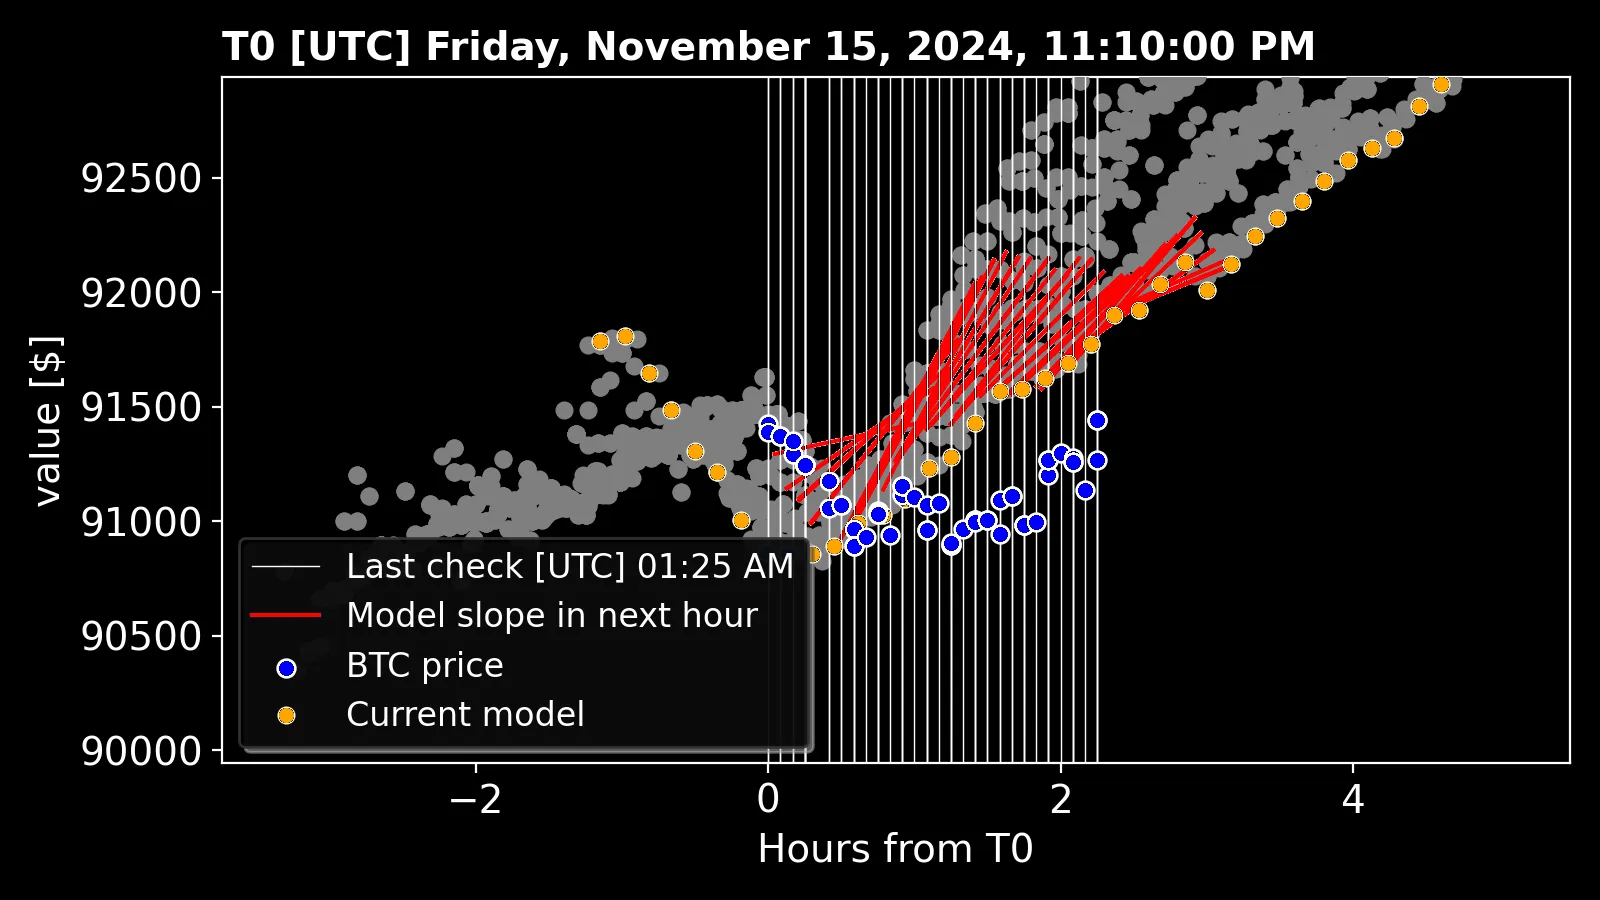 T0 [UTC] Friday, November 15, 2024, 11:10:00 PM
value [$]
92500
92000
91500
91000
90500
90000
Last check [UTC] 01:25 AM
Model slope in next hour
BTC price
Current model
−2 0 2 4
Hours from T0